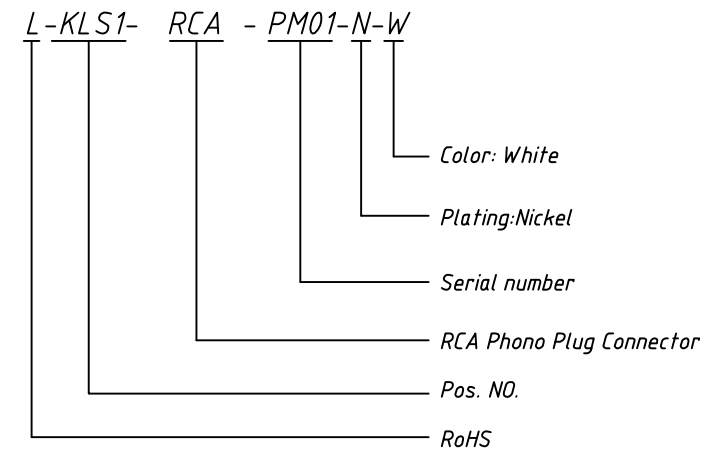 L-KLS1- RCA - PM01-N-W
Color: White
Plating:Nickel
Serial number
RCA Phono Plug Connector
Pos. NO.
RoHS